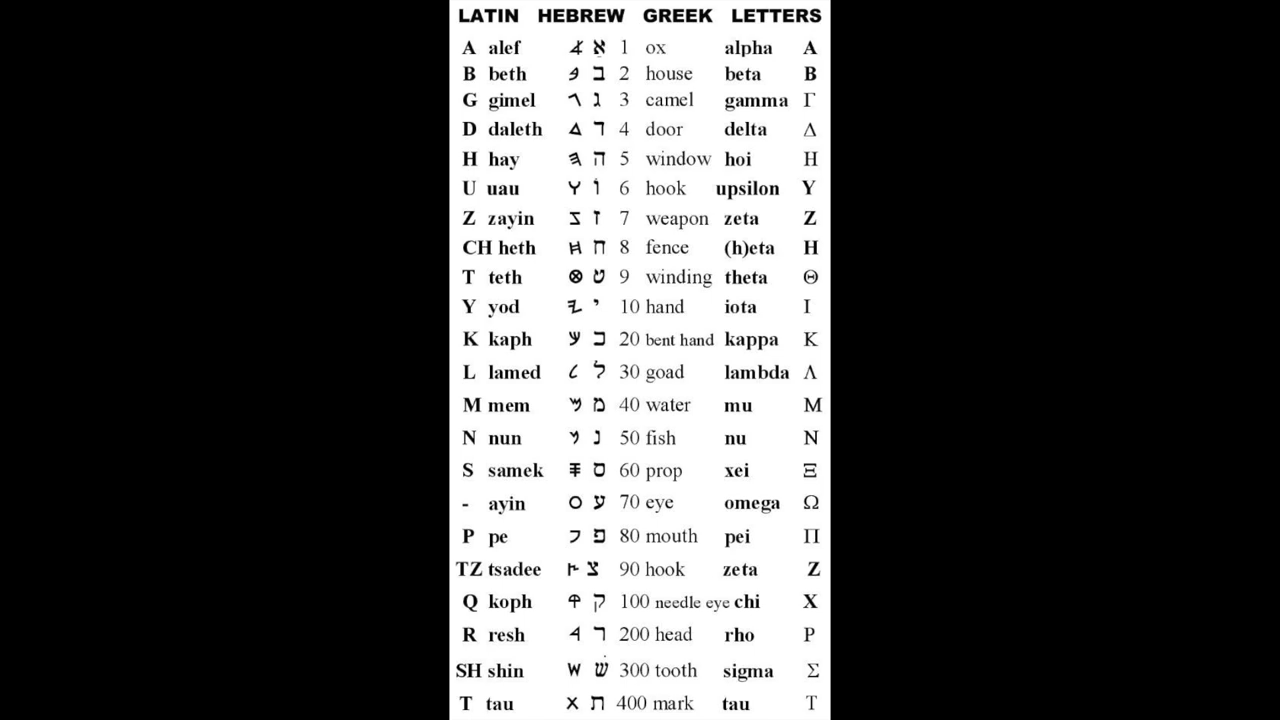 LATIN HEBREW GREEK LETTERS
A alef 𐤀 א 1 ox alpha A
B beth 𐤁 ב 2 house beta B
G gimel 𐤂 ג 3 camel gamma Γ
D daleth 𐤃 ד 4 door delta Δ
H hay 𐤄 ה 5 window hoi H
U uau 𐤅 וֹ 6 hook upsilon Y
Z zayin 𐤆 ז 7 weapon zeta Z
CH heth 𐤇 ח 8 fence (h)eta H
T teth 𐤈 ט 9 winding theta Θ
Y yod 𐤉 י 10 hand iota I
K kaph 𐤊 כ 20 bent hand kappa K
L lamed 𐤋 ל 30 goad lambda Λ
M mem 𐤌 מ 40 water mu M
N nun 𐤍 נ 50 fish nu N
S samek 𐤎 ס 60 prop xei Ξ
- ayin 𐤏 ע 70 eye omega Ω
P pe 𐤐 פ 80 mouth pei Π
TZ tsadee 𐤑 צ 90 hook zeta Z
Q koph 𐤒 ק 100 needle eye chi X
R resh 𐤓 ר 200 head rho P
SH shin 𐤔 שׁ 300 tooth sigma Σ
T tau 𐤕 ת 400 mark tau T